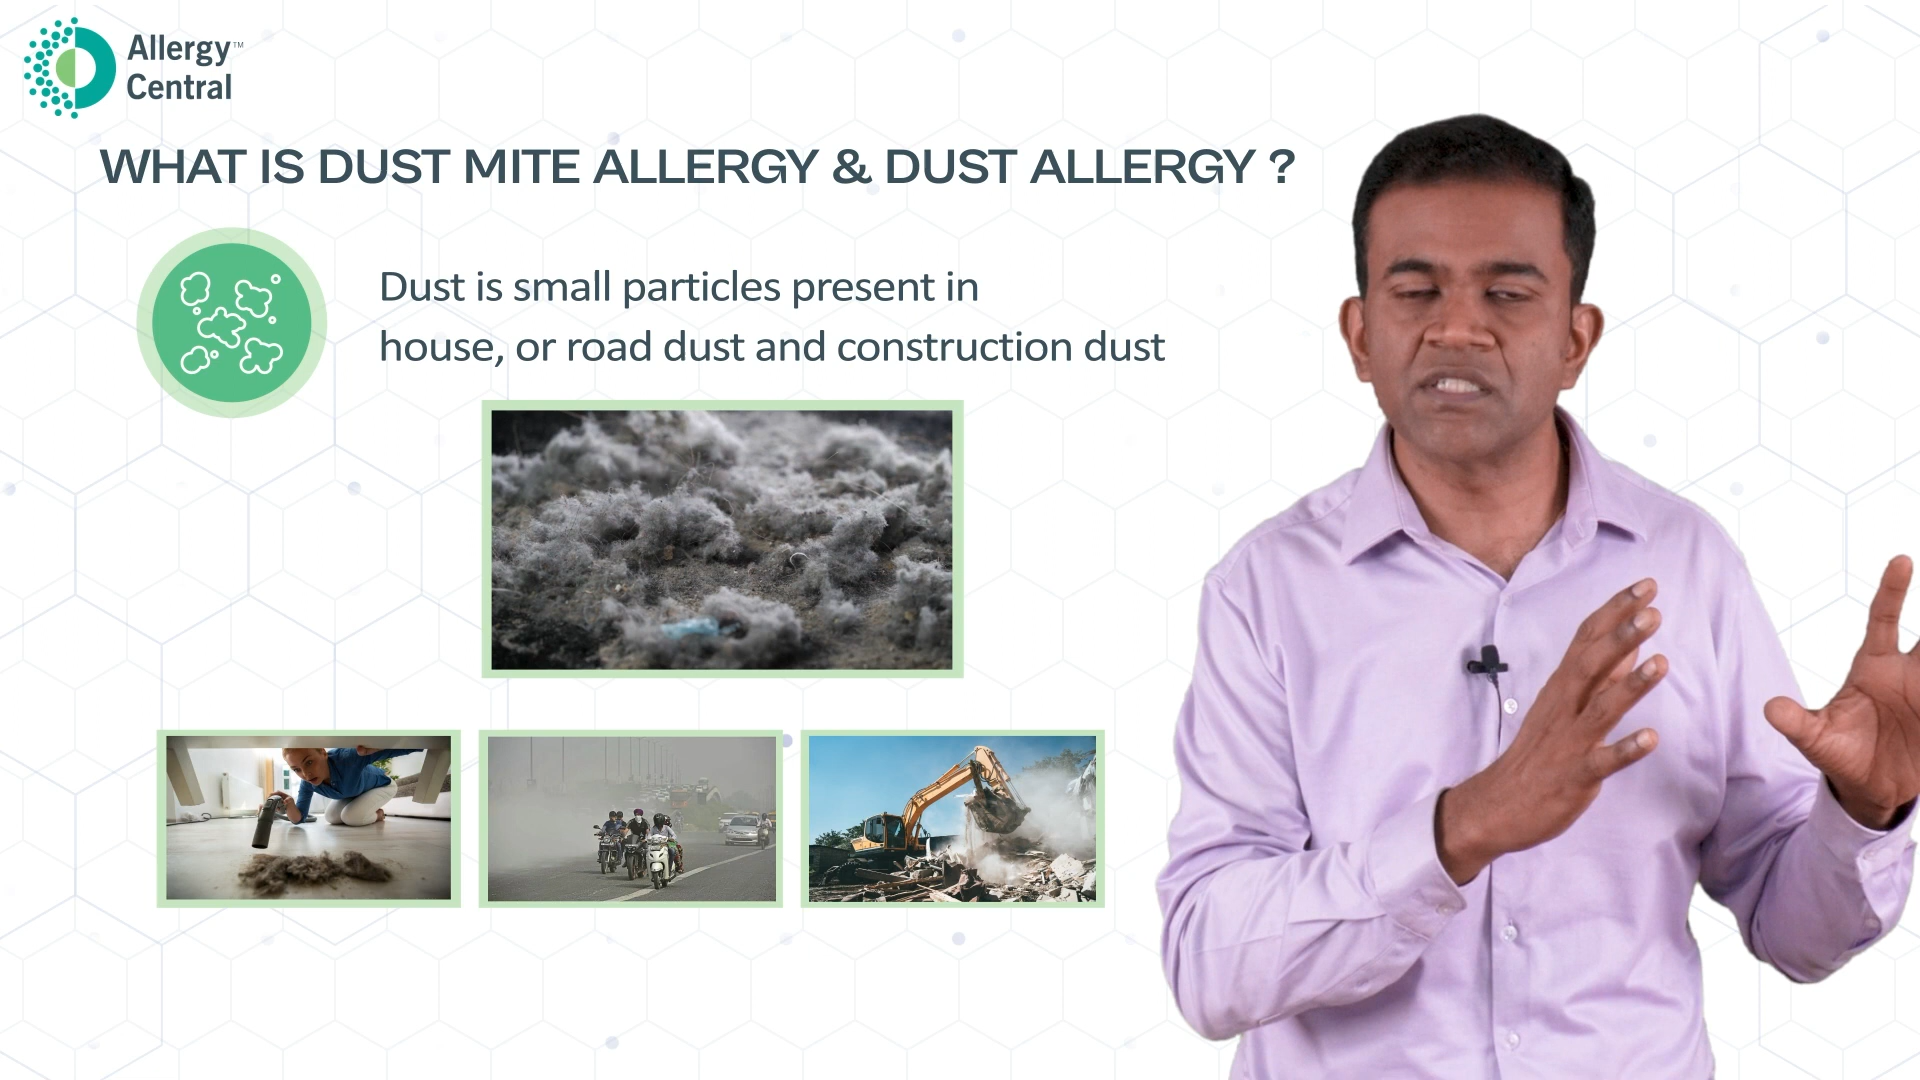 Allergy™
Central
WHAT IS DUST MITE ALLERGY & DUST ALLERGY ?
Dust is small particles present in
house, or road dust and construction dust